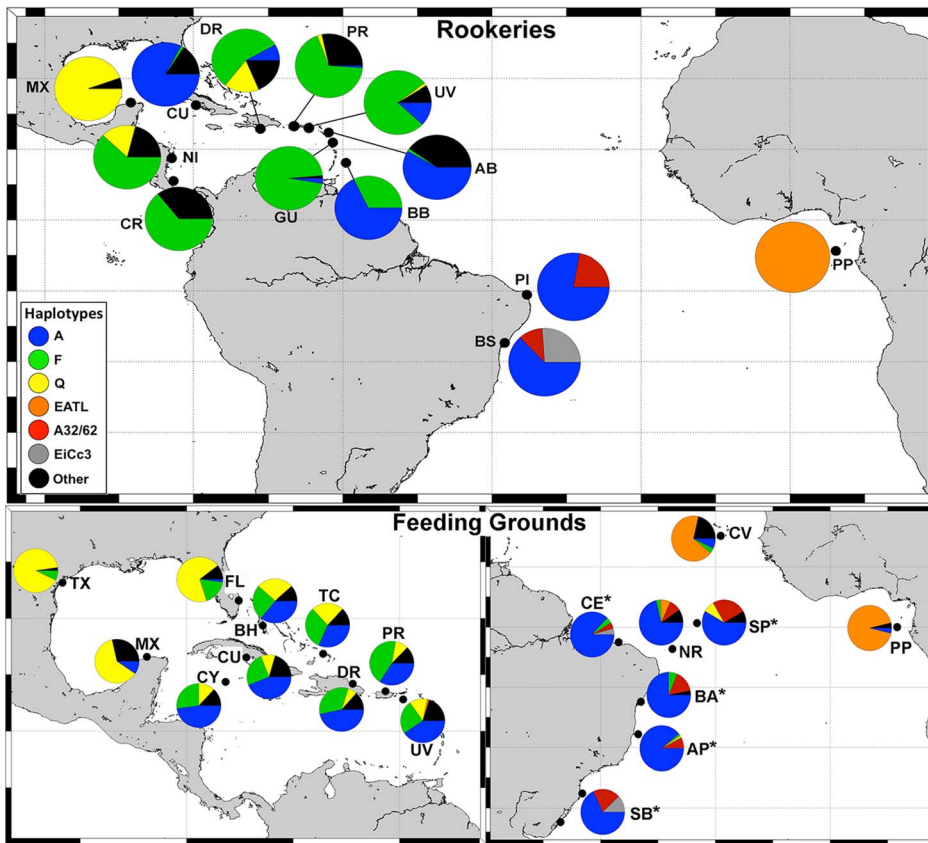 Rookeries
DR
PR
MX
CU
UV
NI
AB
GU
BB
CR
PP
PI
BS
Haplotypes
A
F
Q
EATL
A32/62
EiCc3
Other
Feeding Grounds
TX
FL
BH
TC
MX
CU
PR
CY
DR
UV
CV
CE*
SP*
NR
PP
BA*
AP*
SB*